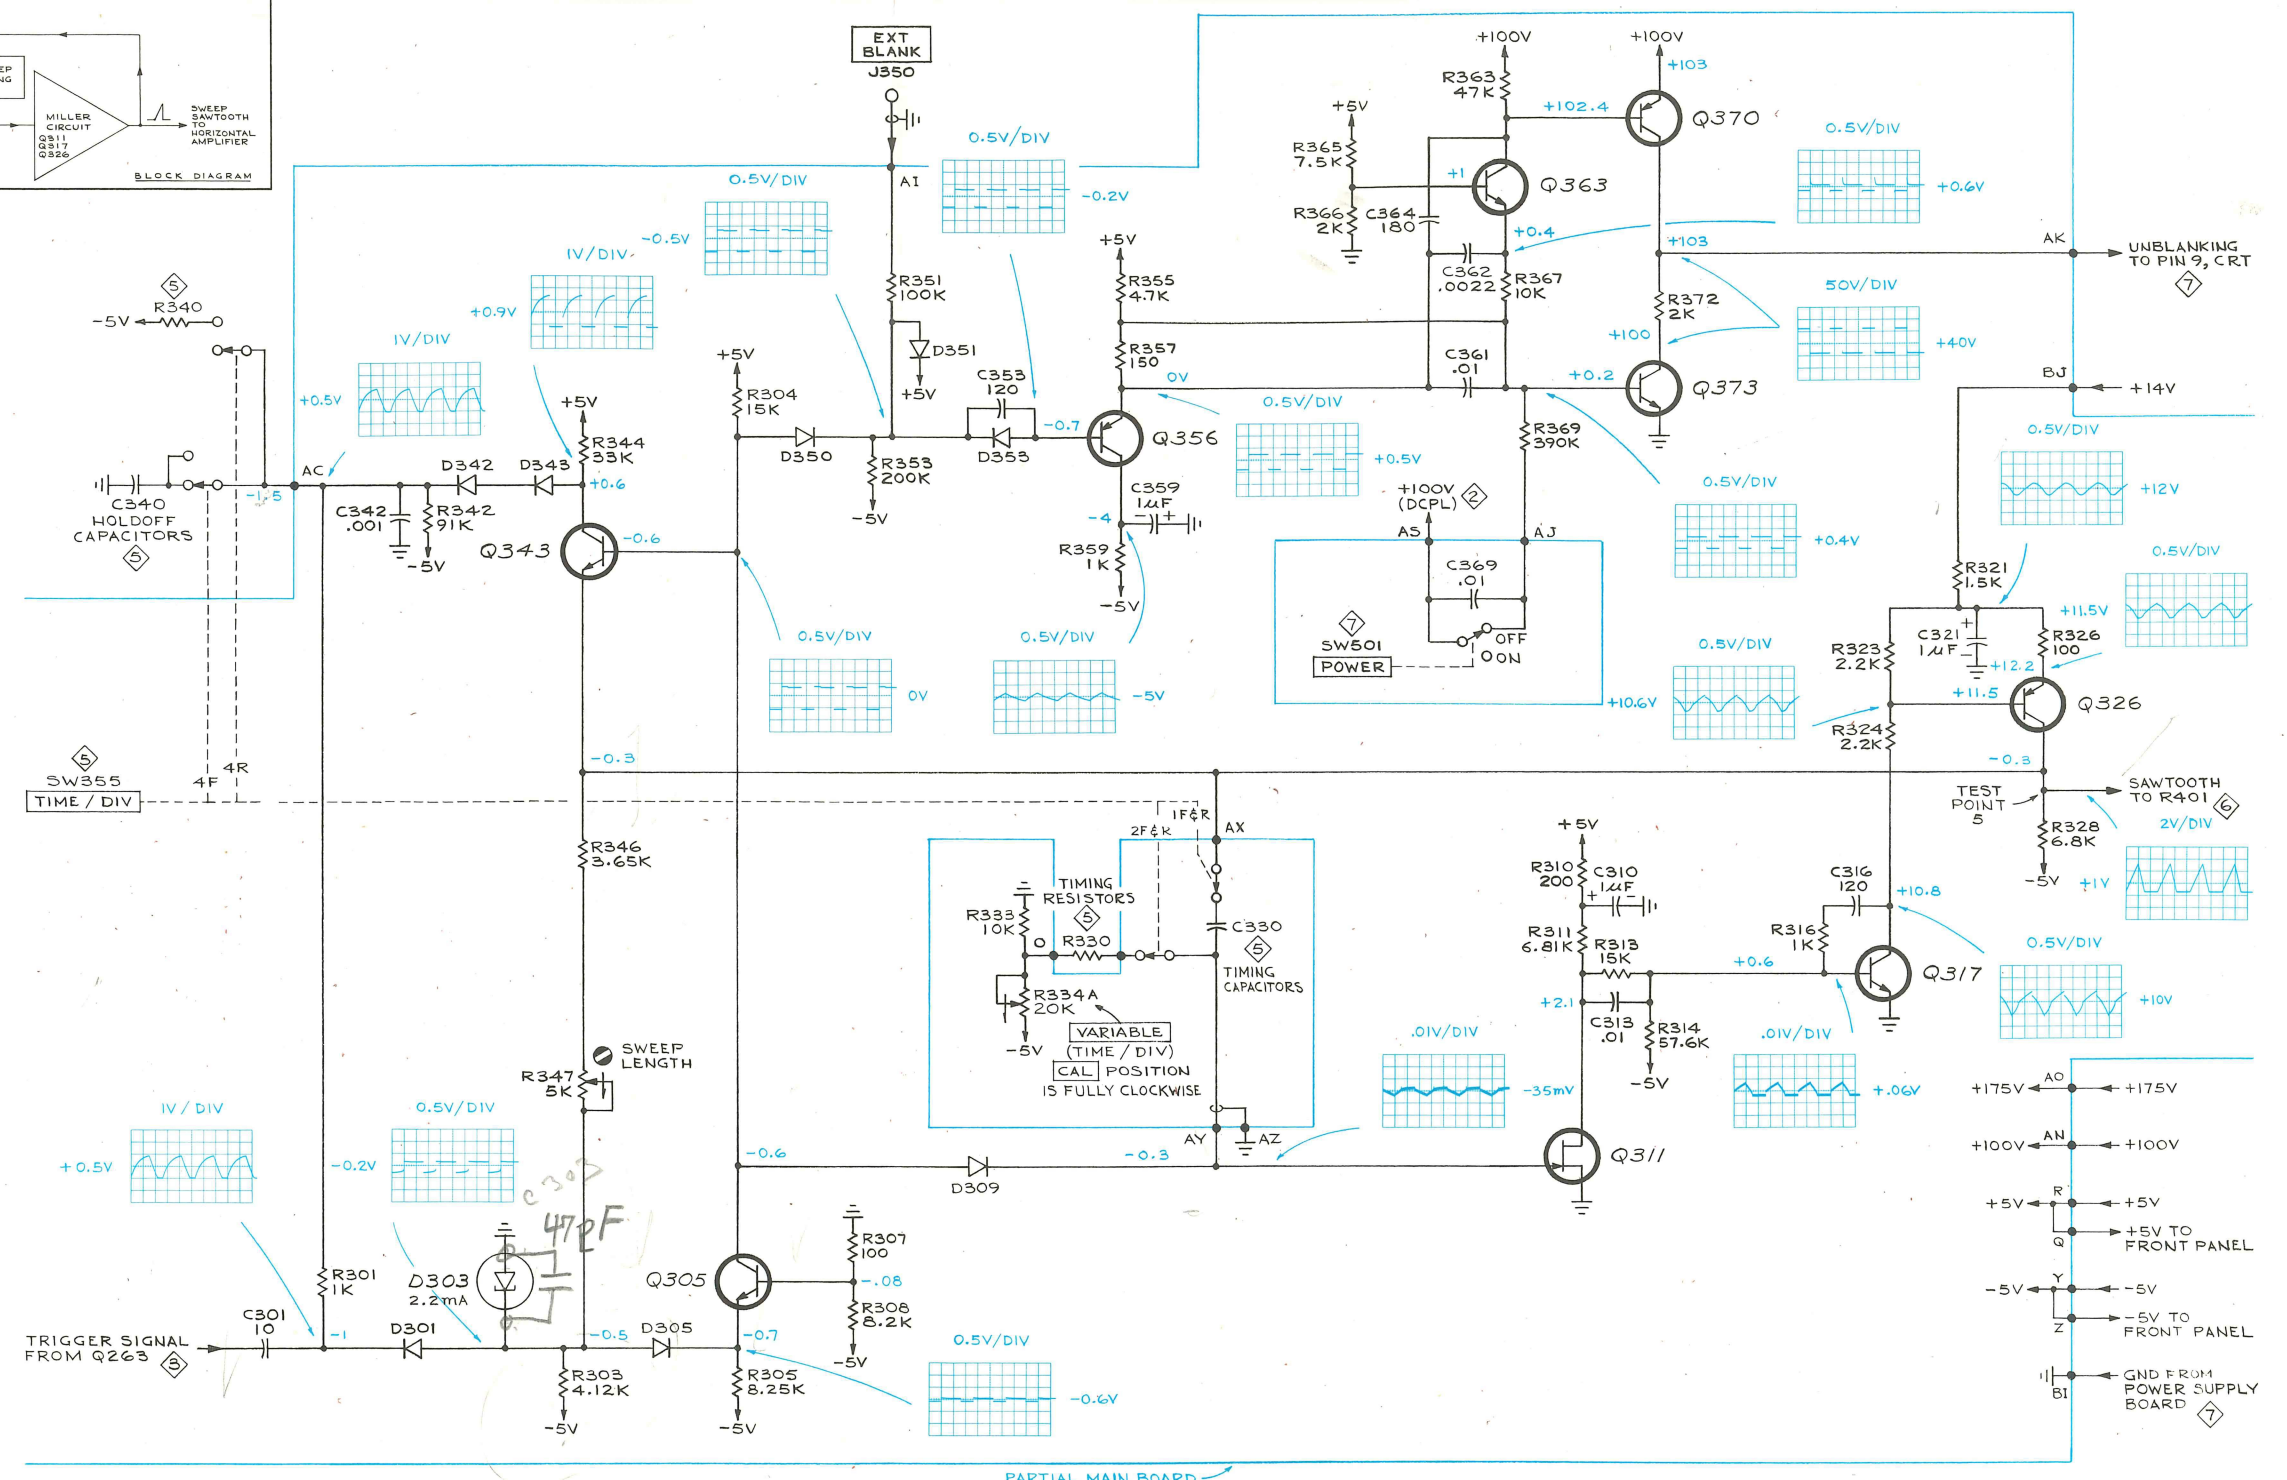 EP
NG
MILLER
CIRCUIT
Q311
Q317
Q326
SWEEP
SAWTOOTH
TO
HORIZONTAL
AMPLIFIER
BLOCK DIAGRAM
EXT
BLANK
J350
AI
0.5V/DIV
-0.5V
0.5V/DIV
-0.2V
1V/DIV
+0.9V
1V/DIV
+0.5V
5
R340
-5V
AC
-1.5
C340
HOLDOFF
CAPACITORS
5
C342
.001
R342
91K
-5V
D342
D343
+5V
R344
33K
+0.6
Q343
-0.6
+5V
R304
15K
D350
R351
100K
D351
+5V
R353
200K
-5V
C353
120
D353
-0.7
+5V
R355
4.7K
R357
150
0V
Q356
0.5V/DIV
+0.5V
C359
1µF
- +
-4
R359
1K
-5V
0.5V/DIV
0V
0.5V/DIV
-5V
+100V
R363
47K
+100V
+103
+102.4
Q370
+5V
R365
7.5K
+1
Q363
R366
2K
C364
180
+0.4
C362
.0022
R367
10K
0.5V/DIV
+0.6V
+103
AK
UNBLANKING
TO PIN 9, CRT
7
R372
2K
50V/DIV
+40V
+100
C361
.01
+0.2
Q373
BJ
+14V
R369
390K
0.5V/DIV
+0.4V
+100V
(DCPL)
2
AS
AJ
C369
.01
7
SW501
POWER
OFF
ON
0.5V/DIV
+12V
R321
1.5K
0.5V/DIV
+11.5V
C321
1µF
+
-
R326
100
+12.2
R323
2.2K
0.5V/DIV
+10.6V
+11.5
Q326
R324
2.2K
-0.3
-0.3
5
SW355
TIME / DIV
4F
4R
TEST
POINT
5
SAWTOOTH
TO R401
6
R328
6.8K
-5V
2V/DIV
+1V
R346
3.65K
1F&R
2F&R
AX
TIMING
RESISTORS
5
R333
10K
O
R330
C330
5
TIMING
CAPACITORS
R334A
20K
-5V
VARIABLE
(TIME / DIV)
CAL POSITION
IS FULLY CLOCKWISE
AY
AZ
-0.3
+5V
R310
200
C310
1µF
+ -
R311
6.81K
R313
15K
+2.1
C313
.01
R314
57.6K
-5V
+0.6
R316
1K
C316
120
+10.8
Q317
0.5V/DIV
+10V
.01V/DIV
-35mV
.01V/DIV
+.06V
Q311
SWEEP
LENGTH
R347
5K
1V/DIV
+0.5V
0.5V/DIV
-0.2V
-0.6
D309
C303
47pF
R301
1K
D303
2.2mA
Q305
R307
100
-.08
R308
8.2K
-5V
TRIGGER SIGNAL
FROM Q263
3
C301
10
-1
D301
-0.5
D305
-0.7
R303
4.12K
-5V
R305
8.25K
-5V
0.5V/DIV
-0.6V
+175V
AO
+175V
+100V
AN
+100V
+5V
R
+5V
Q
+5V TO
FRONT PANEL
-5V
Y
-5V
Z
-5V TO
FRONT PANEL
BI
GND FROM
POWER SUPPLY
BOARD
7
PARTIAL MAIN BOARD